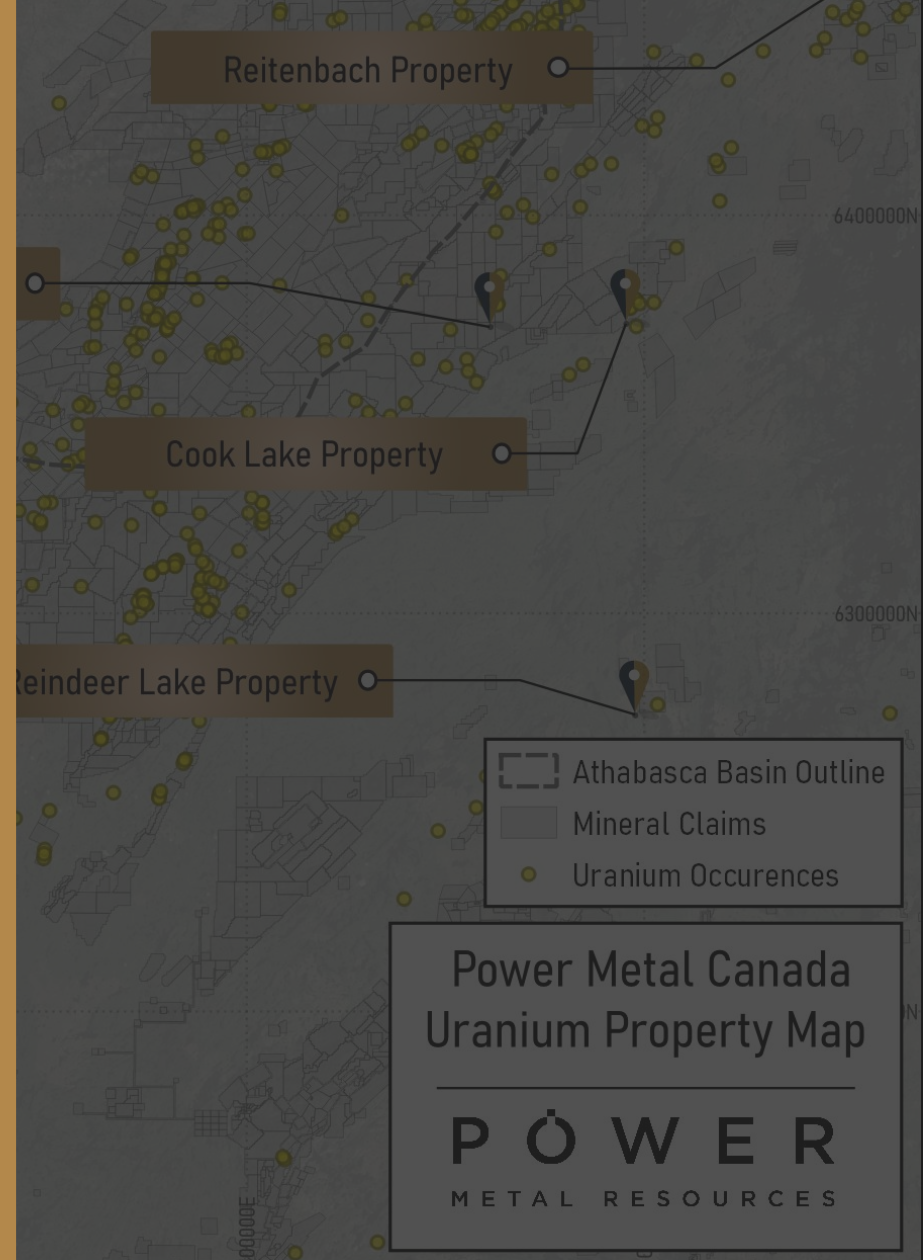 Reitenbach Property
6400000N
Cook Lake Property
6300000N
Reindeer Lake Property
Athabasca Basin Outline
Mineral Claims
Uranium Occurences
Power Metal Canada
Uranium Property Map
POWER
METAL RESOURCES